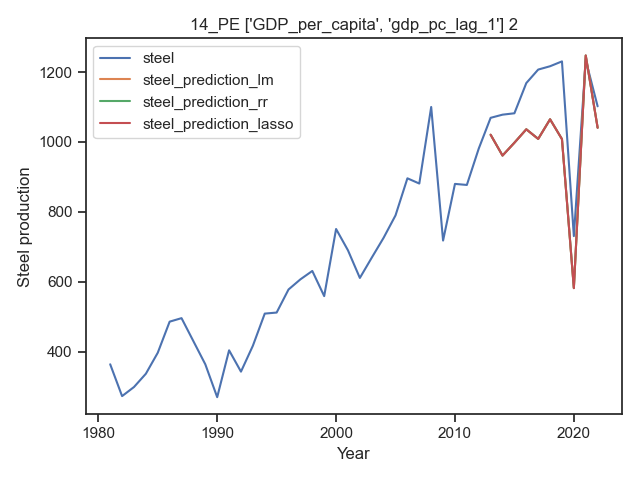 14_PE ['GDP_per_capita', 'gdp_pc_lag_1'] 2
steel
steel_prediction_lm
steel_prediction_rr
steel_prediction_lasso
Steel production
1200
1000
800
600
400
1980 1990 2000 2010 2020
Year